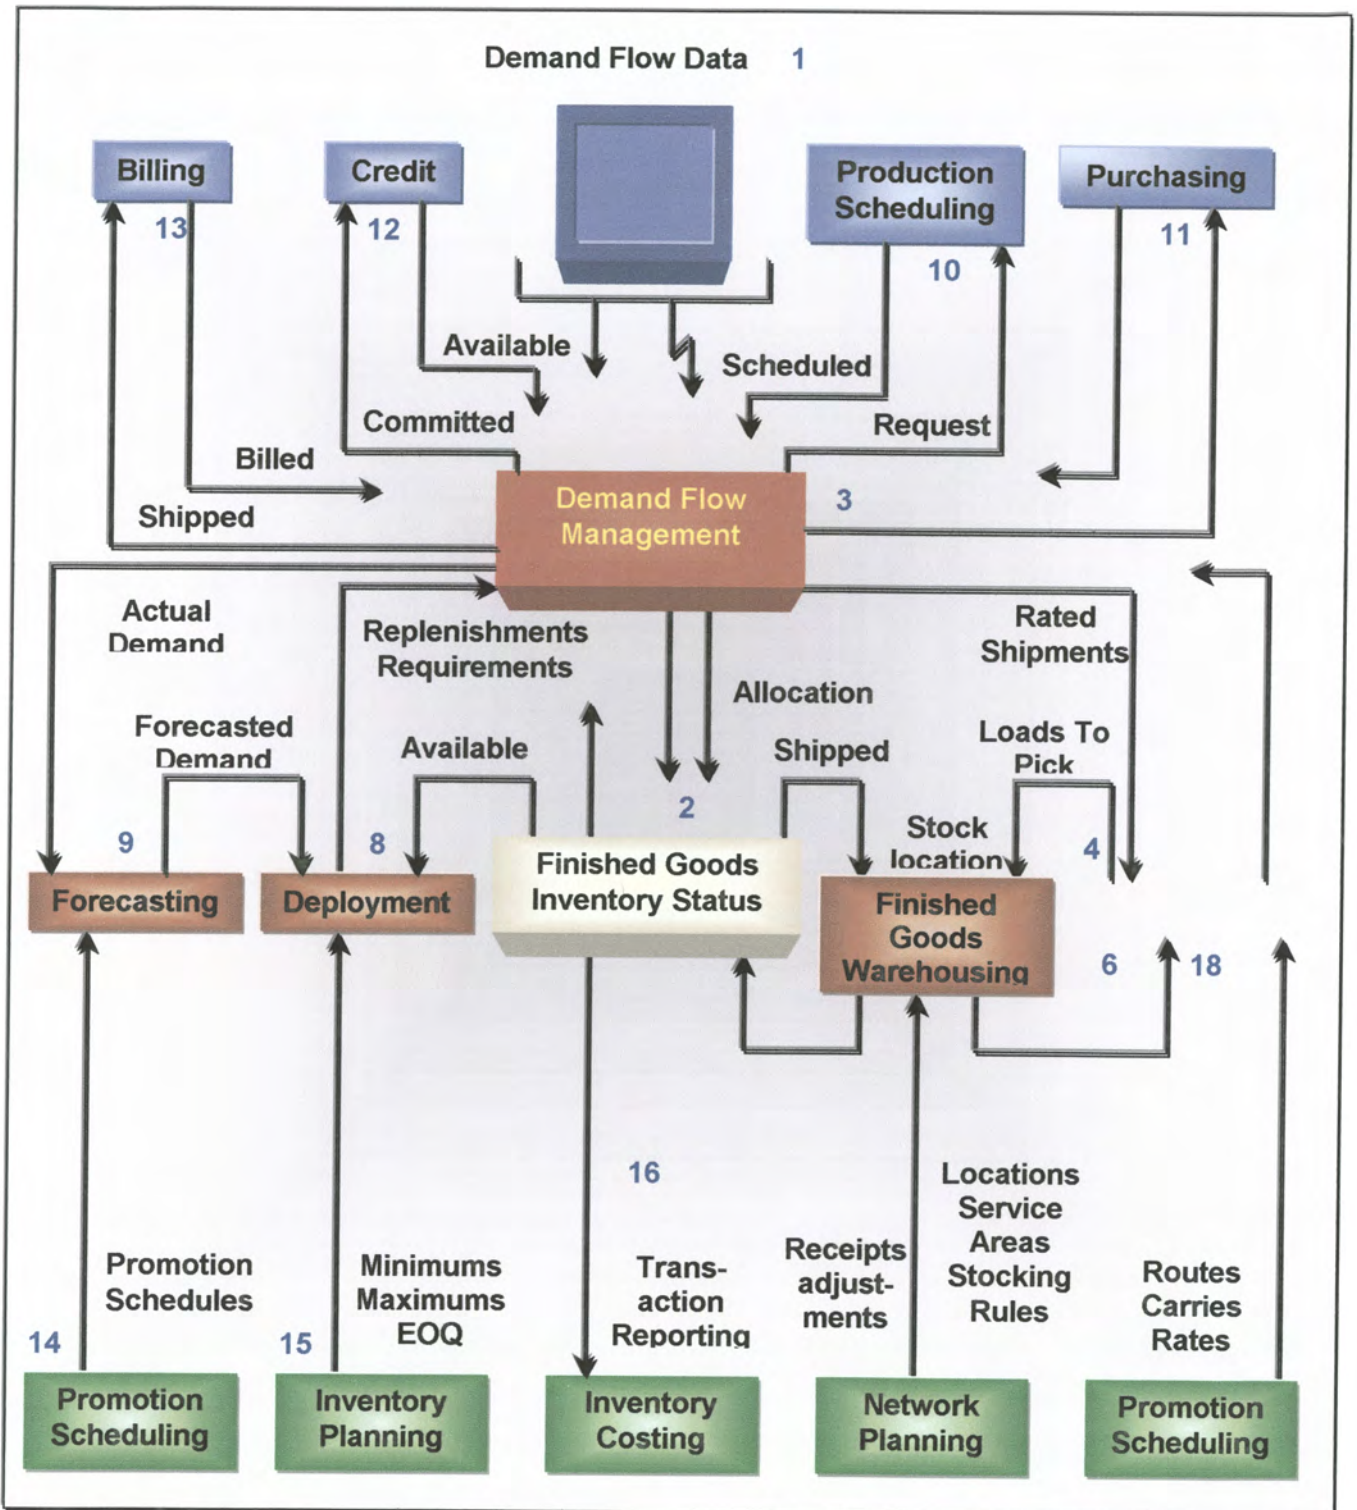 Demand Flow Data 1
Billing
Credit
Production
Scheduling
Purchasing
13
12
10
11
Available
Scheduled
Committed
Request
Billed
Shipped
Demand Flow
Management
3
Actual
Demand
Replenishments
Requirements
Rated
Shipments
Allocation
Forecasted
Demand
Available
Shipped
Loads To
Pick
2
9
8
Stock
location
4
Forecasting
Deployment
Finished Goods
Inventory Status
Finished
Goods
Warehousing
6
18
16
Locations
Service
Areas
Stocking
Rules
Promotion
Schedules
Minimums
Maximums
EOQ
Trans-
action
Reporting
Receipts
adjust-
ments
Routes
Carries
Rates
14
15
Promotion
Scheduling
Inventory
Planning
Inventory
Costing
Network
Planning
Promotion
Scheduling